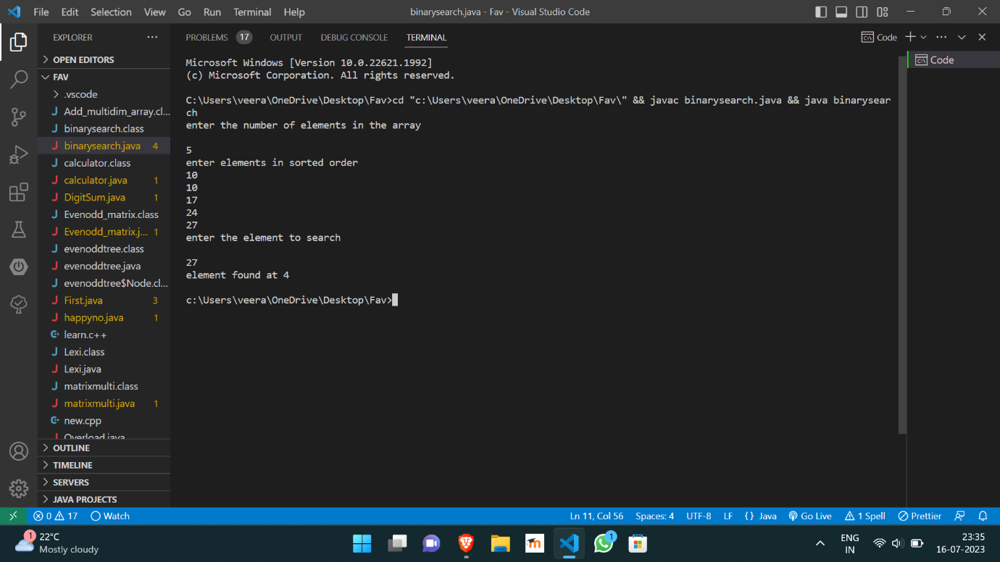 File Edit Selection View Go Run Terminal Help
binarysearch.java - Fav - Visual Studio Code
EXPLORER
OPEN EDITORS
FAV
.vscode
J Add_multidim_array.cl...
J binarysearch.class
J binarysearch.java 4
J calculator.class
J calculator.java 1
J DigitSum.java 1
J Evenodd_matrix.class
J Evenodd_matrix.j... 1
J evenoddtree.class
J evenoddtree.java
J evenoddtree$Node.cl...
J First.java 3
J happyno.java 1
learn.c++
J Lexi.class
J Lexi.java
J matrixmulti.class
J matrixmulti.java 1
new.cpp
J Overload.java
OUTLINE
TIMELINE
SERVERS
JAVA PROJECTS
PROBLEMS 17 OUTPUT DEBUG CONSOLE TERMINAL
Code
Code
Microsoft Windows [Version 10.0.22621.1992]
(c) Microsoft Corporation. All rights reserved.
C:\Users\veera\OneDrive\Desktop\Fav>cd "c:\Users\veera\OneDrive\Desktop\Fav\" && javac binarysearch.java && java binarysear
ch
enter the number of elements in the array
5
enter elements in sorted order
10
10
17
24
27
enter the element to search
27
element found at 4
c:\Users\veera\OneDrive\Desktop\Fav>
0 17 Watch
Ln 11, Col 56 Spaces: 4 UTF-8 LF {} Java Go Live 1 Spell Prettier
1
22°C
Mostly cloudy
m
1
ENG
IN
23:35
16-07-2023